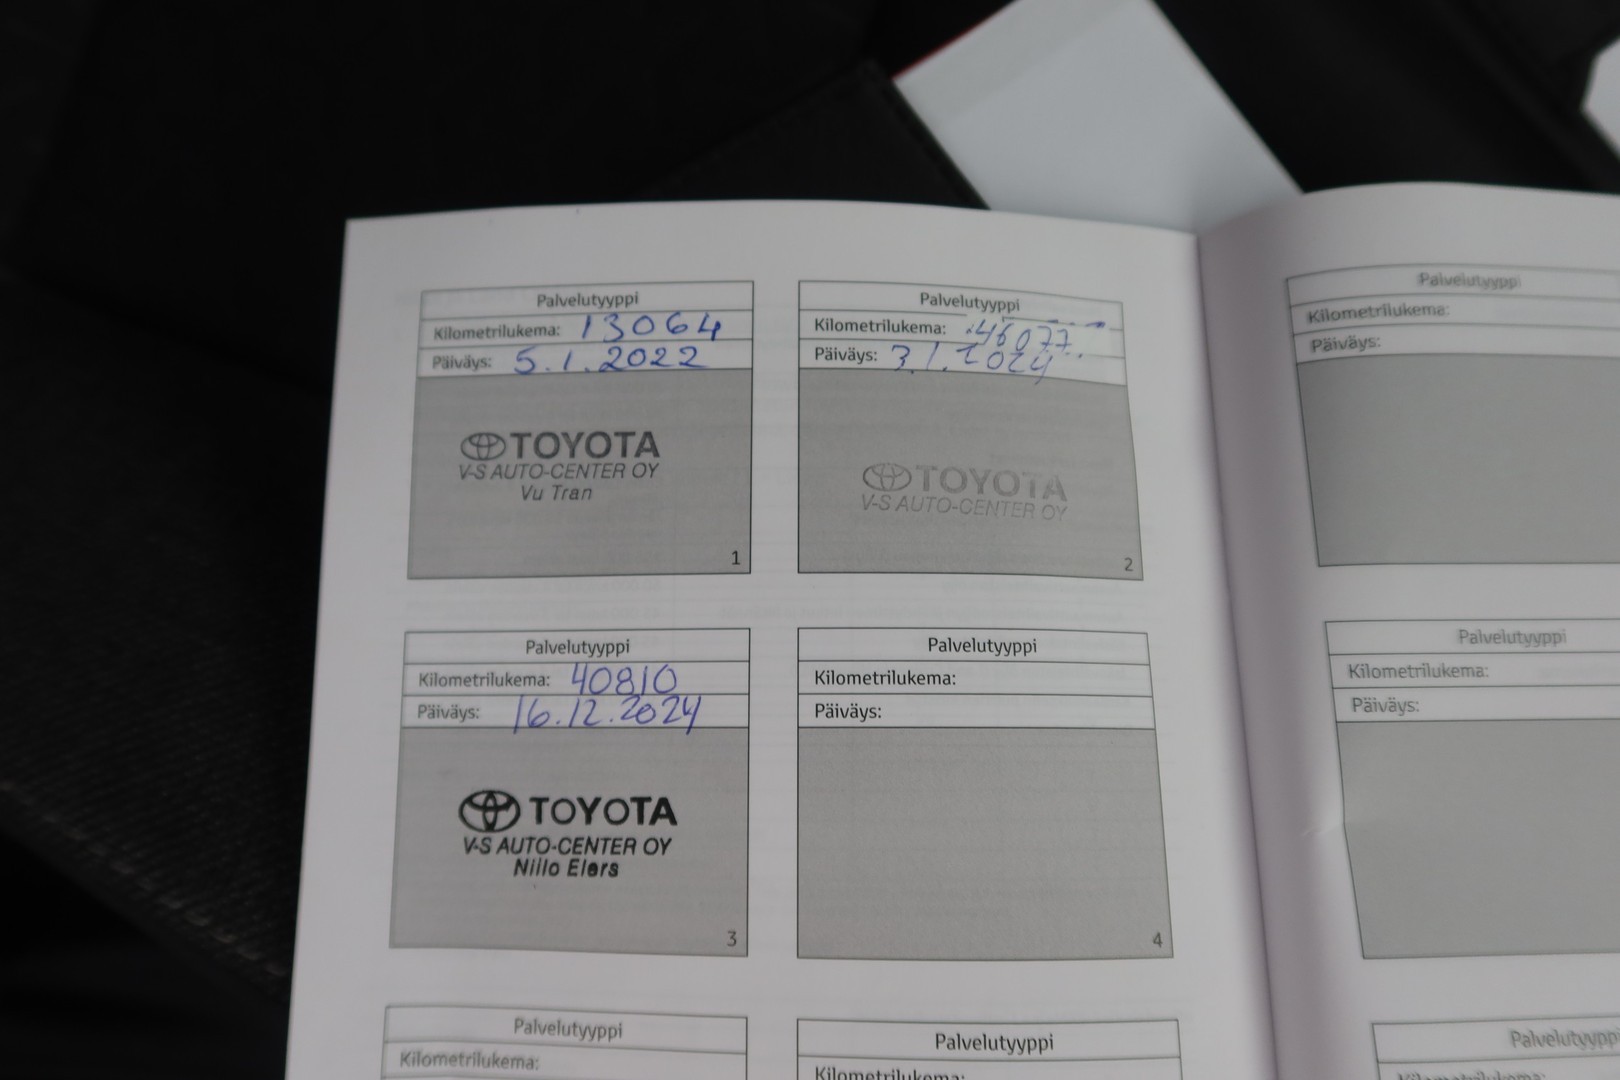 Palvelutyyppi
Kilometrilukema: 13064
Päiväys: 5.1.2022
TOYOTA
V-S AUTO-CENTER OY
Vu Tran
1
Palvelutyyppi
Kilometrilukema: 46077
Päiväys: 3.1.2024
TOYOTA
V-S AUTO-CENTER OY
2
Palvelutyyppi
Kilometrilukema: 40810
Päiväys: 16.12.2024
TOYOTA
V-S AUTO-CENTER OY
Niilo Elers
3
Palvelutyyppi
Kilometrilukema:
Päiväys:
4
Palvelutyyppi
Kilometrilukema:
Palvelutyyppi
Kilometrilukema:
Palvelutyyppi
Kilometrilukema:
Päiväys:
Palvelutyyppi
Kilometrilukema:
Päiväys:
Palvelutyyppi
Kilometrilukema: